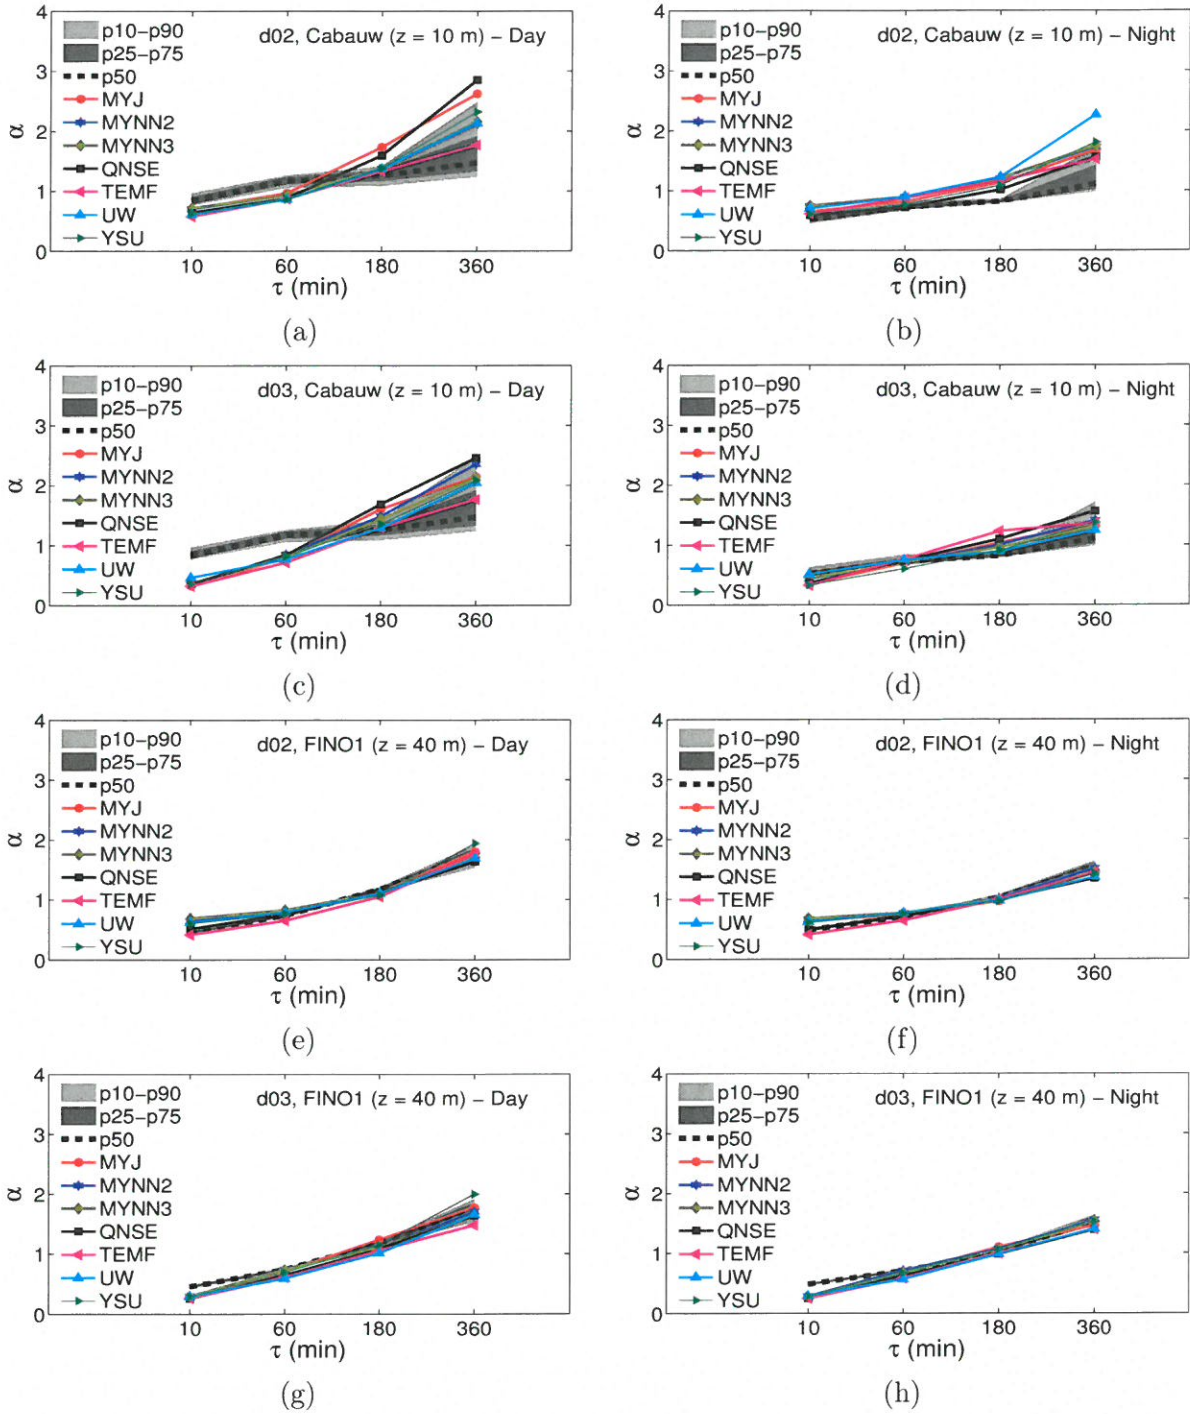 d02, Cabauw (z = 10 m) – Day
p10–p90
p25–p75
p50
MYJ
MYNN2
MYNN3
QNSE
TEMF
UW
YSU
α
4
3
2
1
0
10 60 180 360
τ (min)
(a)
d02, Cabauw (z = 10 m) – Night
p10–p90
p25–p75
p50
MYJ
MYNN2
MYNN3
QNSE
TEMF
UW
YSU
α
4
3
2
1
0
10 60 180 360
τ (min)
(b)
d03, Cabauw (z = 10 m) – Day
p10–p90
p25–p75
p50
MYJ
MYNN2
MYNN3
QNSE
TEMF
UW
YSU
α
4
3
2
1
0
10 60 180 360
τ (min)
(c)
d03, Cabauw (z = 10 m) – Night
p10–p90
p25–p75
p50
MYJ
MYNN2
MYNN3
QNSE
TEMF
UW
YSU
α
4
3
2
1
0
10 60 180 360
τ (min)
(d)
d02, FINO1 (z = 40 m) – Day
p10–p90
p25–p75
p50
MYJ
MYNN2
MYNN3
QNSE
TEMF
UW
YSU
α
4
3
2
1
0
10 60 180 360
τ (min)
(e)
d02, FINO1 (z = 40 m) – Night
p10–p90
p25–p75
p50
MYJ
MYNN2
MYNN3
QNSE
TEMF
UW
YSU
α
4
3
2
1
0
10 60 180 360
τ (min)
(f)
d03, FINO1 (z = 40 m) – Day
p10–p90
p25–p75
p50
MYJ
MYNN2
MYNN3
QNSE
TEMF
UW
YSU
α
4
3
2
1
0
10 60 180 360
τ (min)
(g)
d03, FINO1 (z = 40 m) – Night
p10–p90
p25–p75
p50
MYJ
MYNN2
MYNN3
QNSE
TEMF
UW
YSU
α
4
3
2
1
0
10 60 180 360
τ (min)
(h)